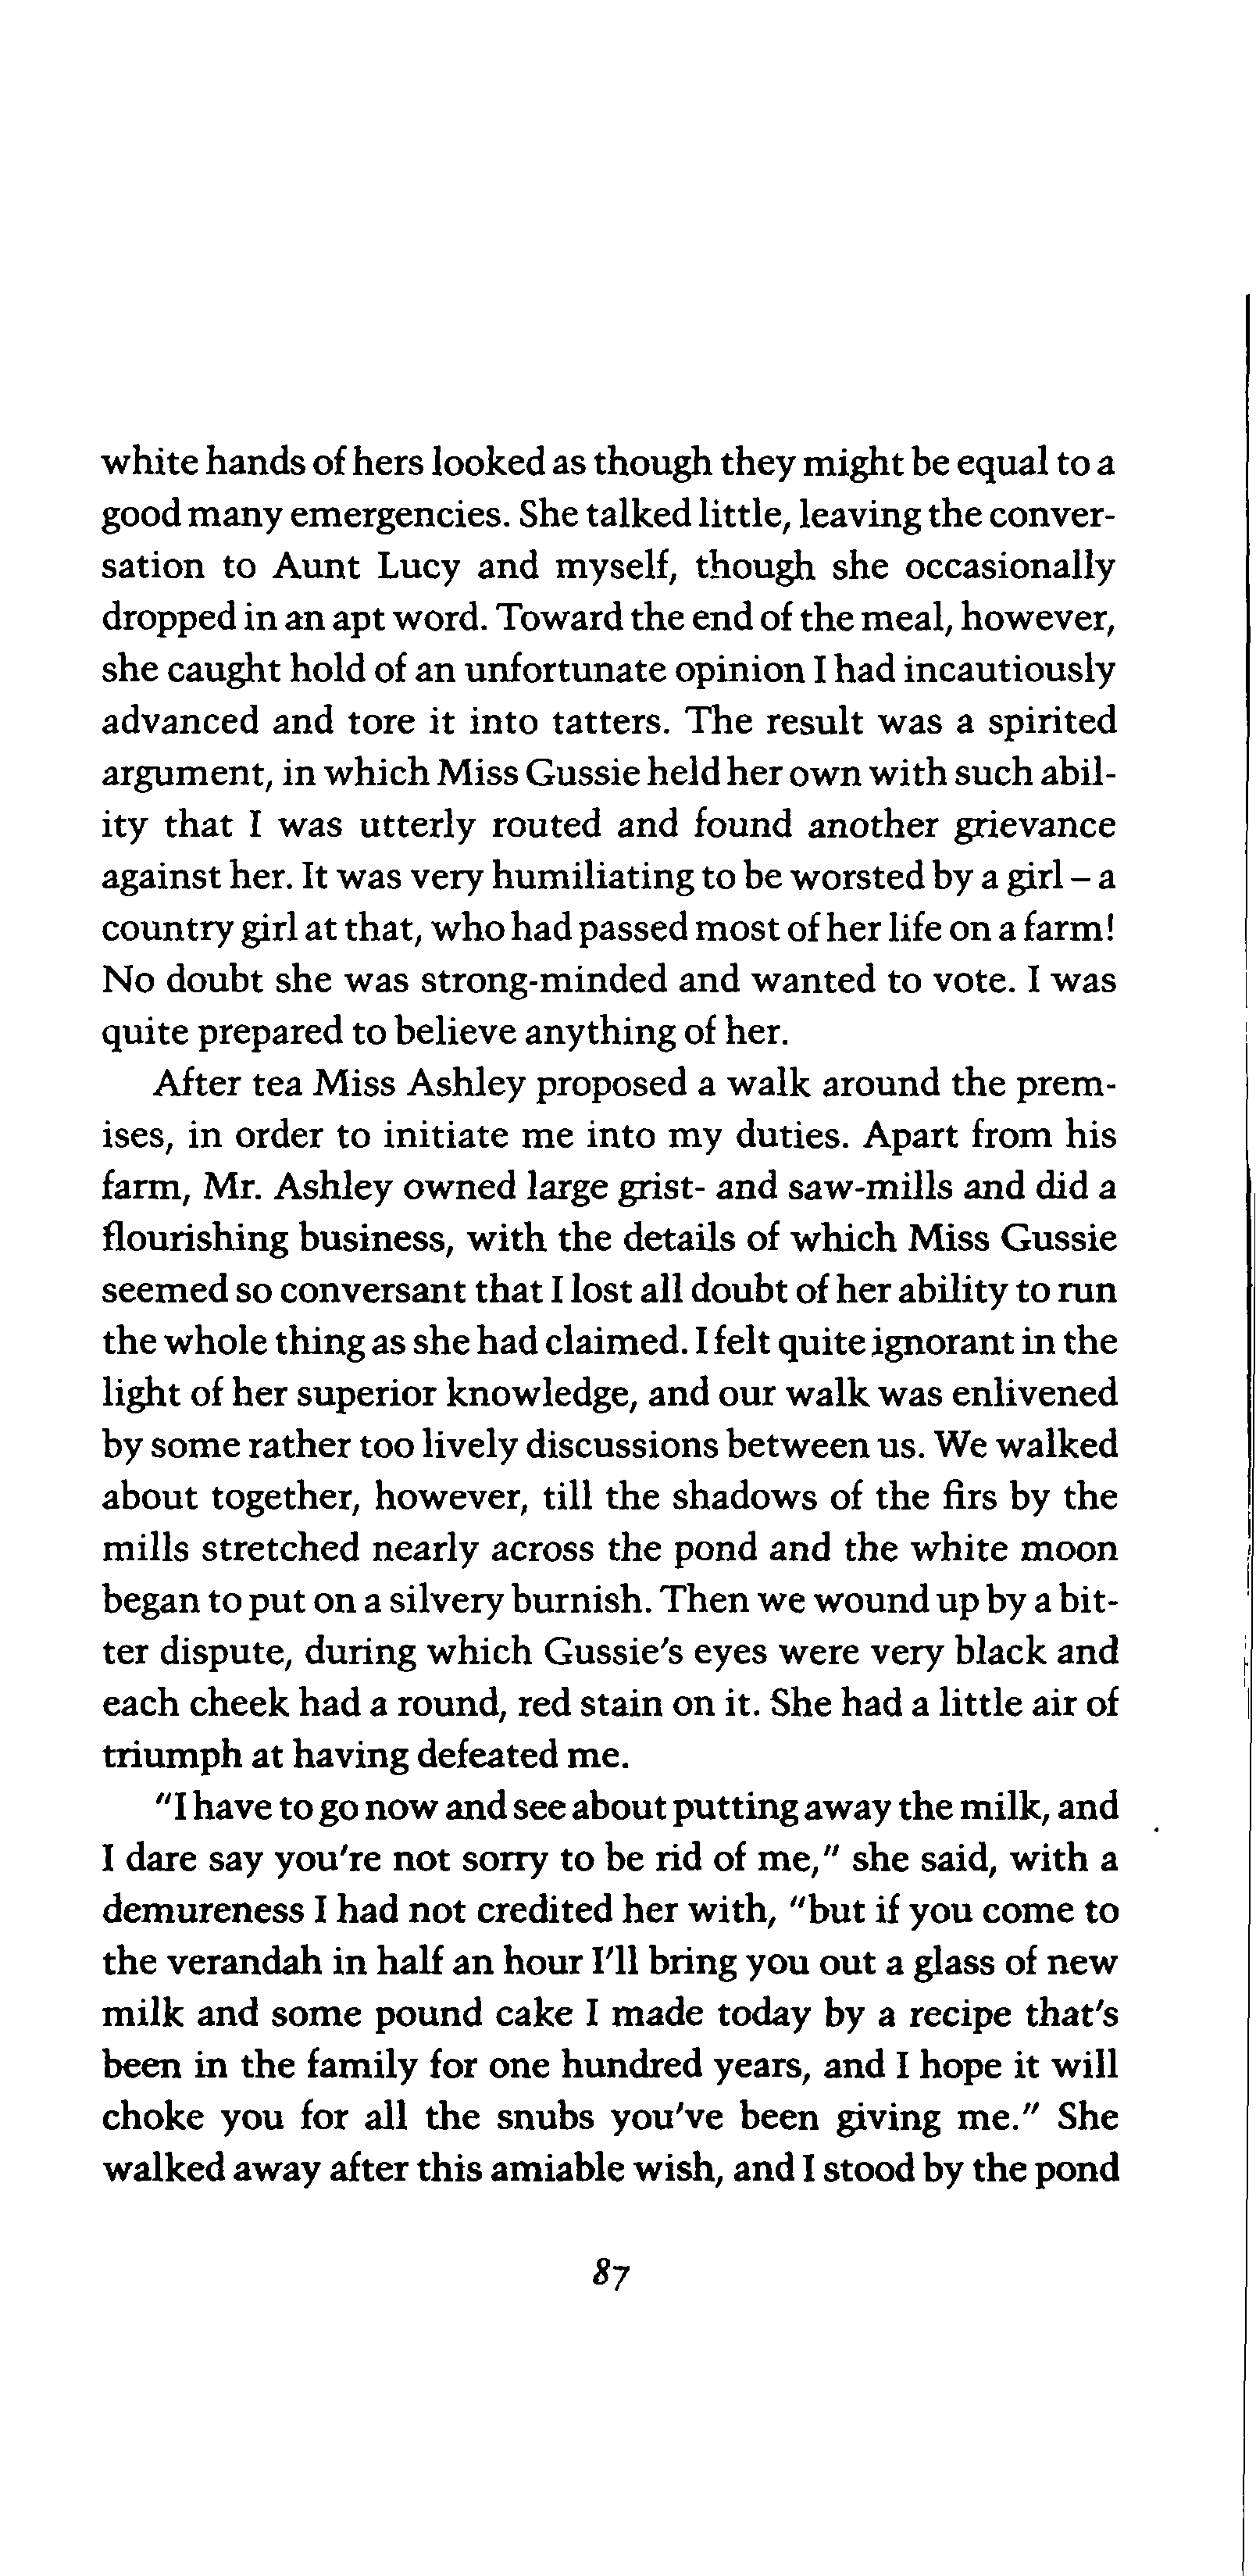 white hands of hers looked as though they might be equal to a
good many emergencies. She talked little, leaving the conver-
sation to Aunt Lucy and myself, though she occasionally
dropped in an apt word. Toward the end of the meal, however,
she caught hold of an unfortunate opinion I had incautiously
advanced and tore it into tatters. The result was a spirited
argument, in which Miss Gussie held her own with such abil-
ity that I was utterly routed and found another grievance
against her. It was very humiliating to be worsted by a girl – a
country girl at that, who had passed most of her life on a farm!
No doubt she was strong-minded and wanted to vote. I was
quite prepared to believe anything of her.
After tea Miss Ashley proposed a walk around the prem-
ises, in order to initiate me into my duties. Apart from his
farm, Mr. Ashley owned large grist- and saw-mills and did a
flourishing business, with the details of which Miss Gussie
seemed so conversant that I lost all doubt of her ability to run
the whole thing as she had claimed. I felt quite ignorant in the
light of her superior knowledge, and our walk was enlivened
by some rather too lively discussions between us. We walked
about together, however, till the shadows of the firs by the
mills stretched nearly across the pond and the white moon
began to put on a silvery burnish. Then we wound up by a bit-
ter dispute, during which Gussie's eyes were very black and
each cheek had a round, red stain on it. She had a little air of
triumph at having defeated me.
"I have to go now and see about putting away the milk, and
I dare say you're not sorry to be rid of me," she said, with a
demureness I had not credited her with, "but if you come to
the verandah in half an hour I'll bring you out a glass of new
milk and some pound cake I made today by a recipe that's
been in the family for one hundred years, and I hope it will
choke you for all the snubs you've been giving me." She
walked away after this amiable wish, and I stood by the pond
87